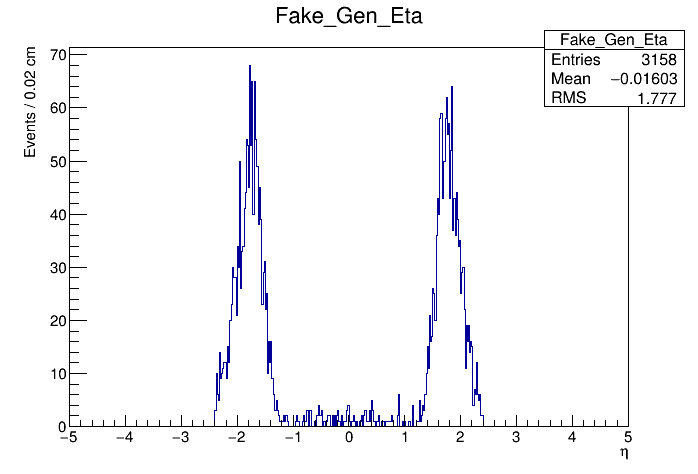 Fake_Gen_Eta
Fake_Gen_Eta
Entries 3158
Mean −0.01603
RMS 1.777
Events / 0.02 cm
70
60
50
40
30
20
10
0
−5 −4 −3 −2 −1 0 1 2 3 4 5
η